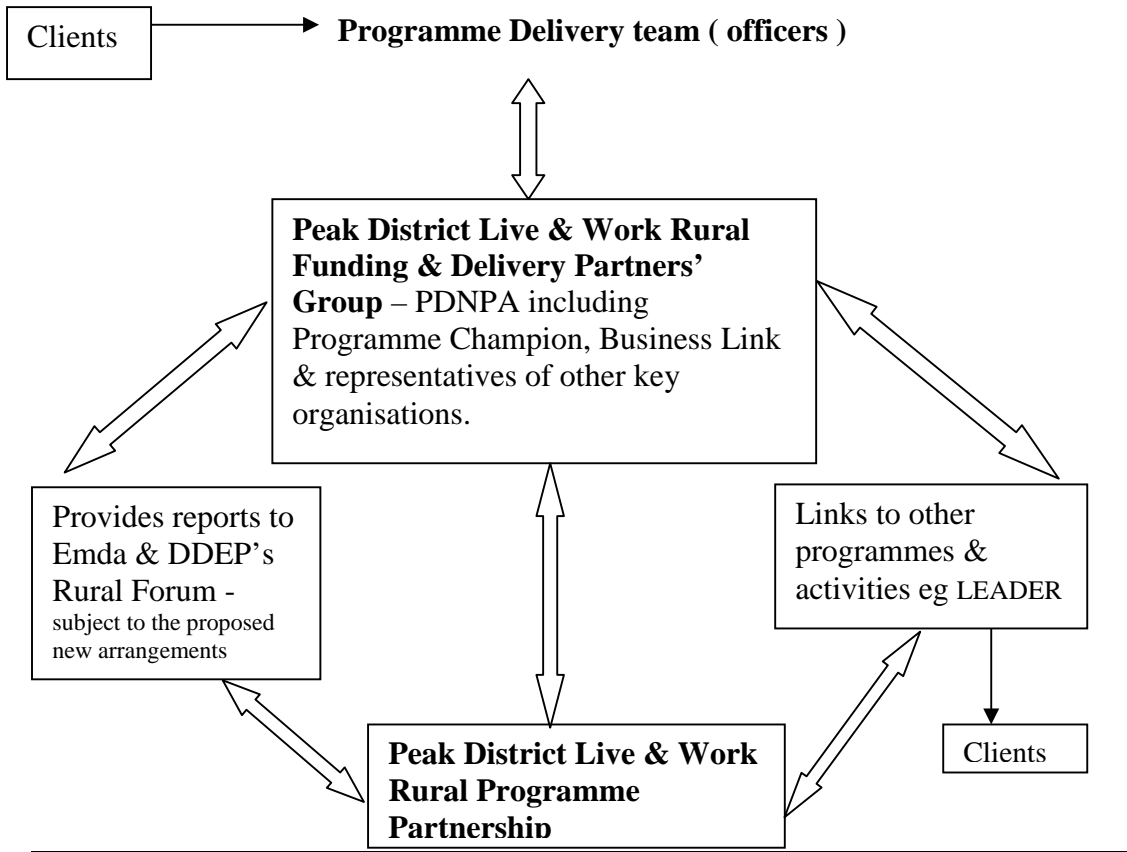 Clients
Programme Delivery team ( officers )
Peak District Live & Work Rural
Funding & Delivery Partners’
Group – PDNPA including
Programme Champion, Business Link
& representatives of other key
organisations.
Provides reports to
Emda & DDEP’s
Rural Forum -
subject to the proposed
new arrangements
Links to other
programmes &
activities eg LEADER
Clients
Peak District Live & Work
Rural Programme
Partnership